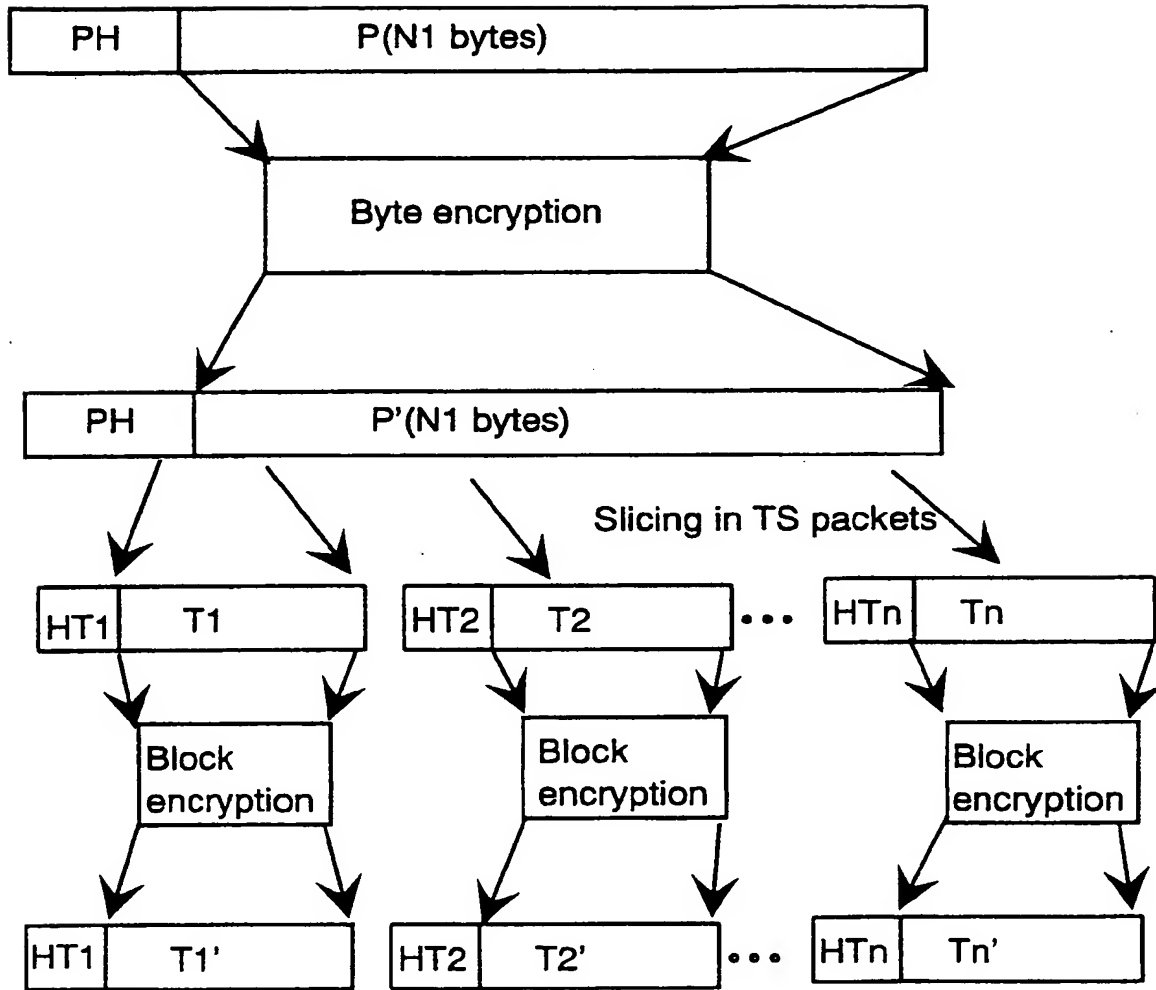 PH P(N1 bytes)
Byte encryption
PH P'(N1 bytes)
Slicing in TS packets
HT1 T1 HT2 T2 ••• HTn Tn
Block encryption Block encryption Block encryption
HT1 T1' HT2 T2' ••• HTn Tn'